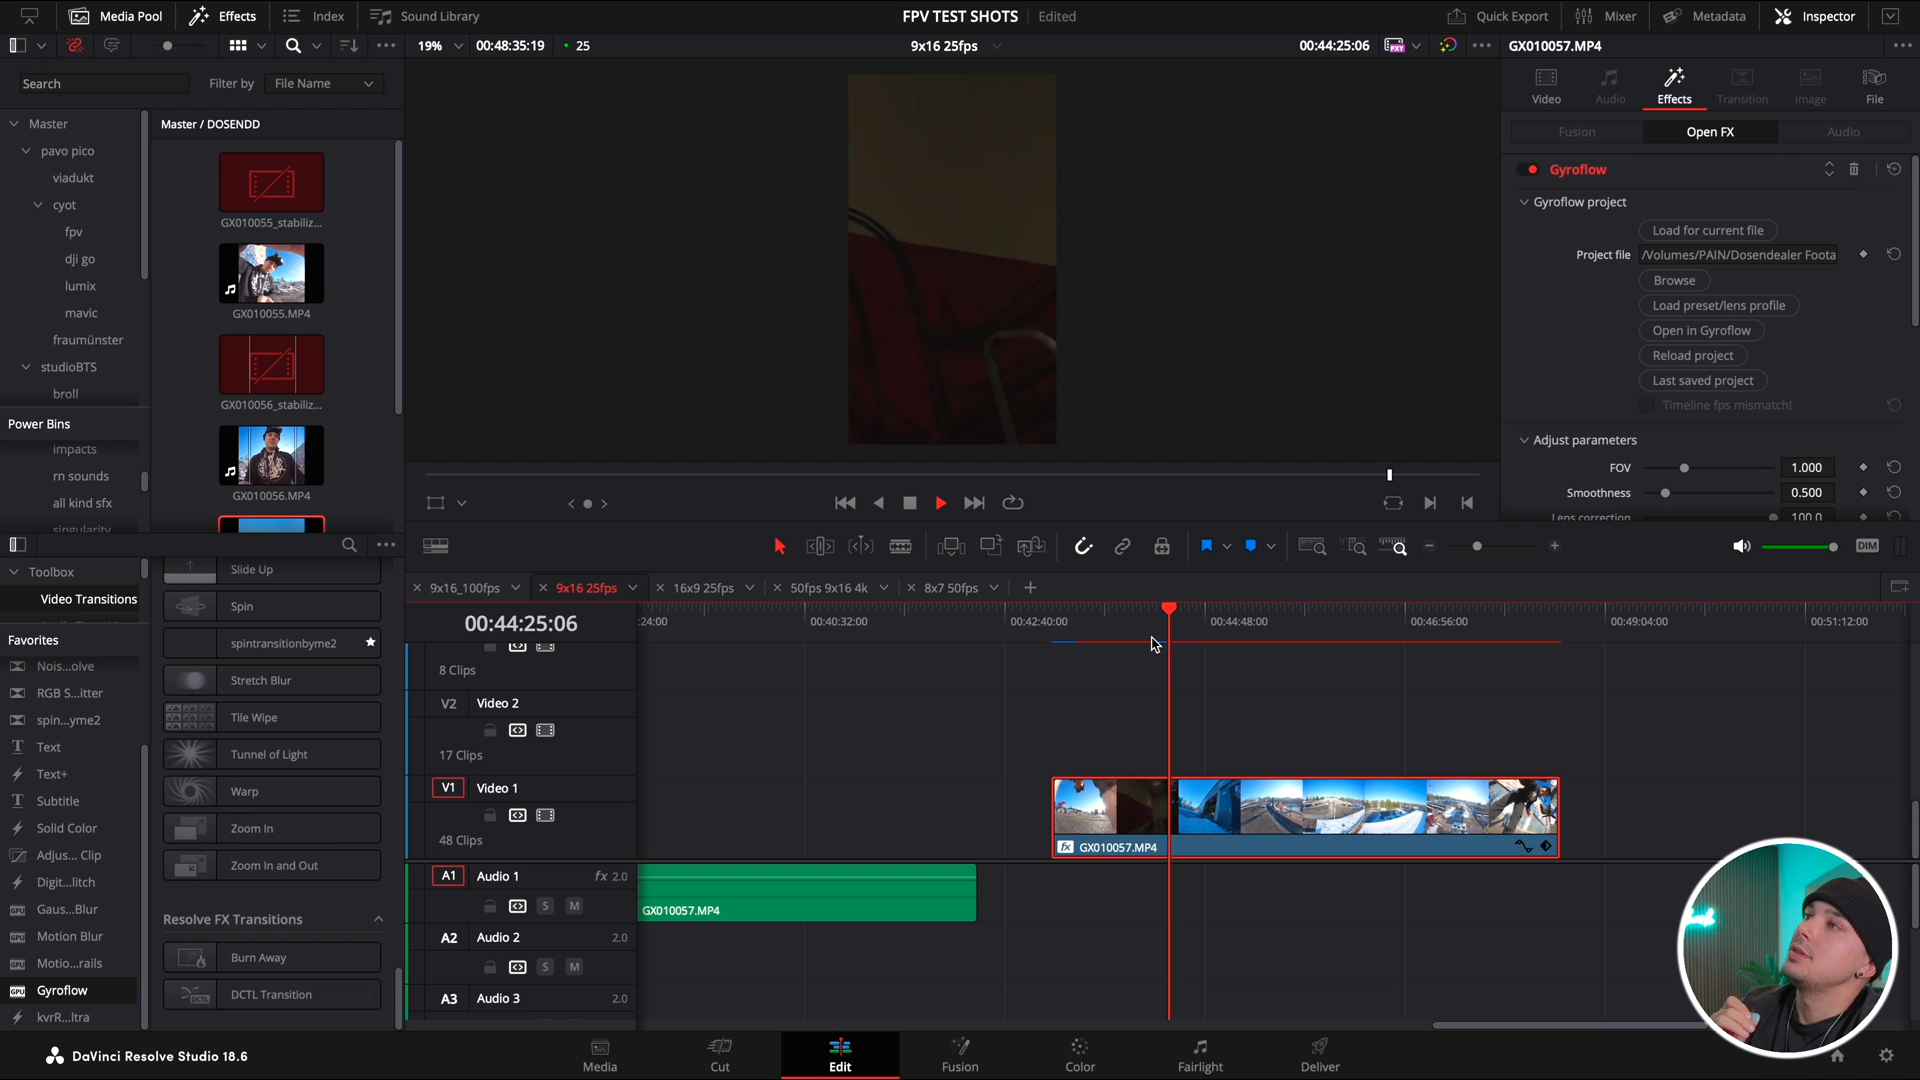 Media Pool
Effects
Index
Sound Library
FPV TEST SHOTS
Edited
Quick Export
Mixer
Metadata
Inspector
19%
00:48:35:19
25
9x16 25fps
00:44:25:06
PXY
GX010057.MP4
Search
Filter by
File Name
Master
pavo pico
viadukt
cyot
fpv
dji go
lumix
mavic
fraumünster
studioBTS
broll
Power Bins
impacts
rn sounds
all kind sfx
singularity
Master / DOSENDD
GX010055_stabiliz...
GX010055.MP4
GX010056_stabiliz...
GX010056.MP4
Video
Audio
Effects
Transition
Image
File
Fusion
Open FX
Audio
Gyroflow
Gyroflow project
Load for current file
Project file
/Volumes/PAIN/Dosendealer Foota
Browse
Load preset/lens profile
Open in Gyroflow
Reload project
Last saved project
Timeline fps mismatch!
Adjust parameters
FOV
1.000
Smoothness
0.500
Lens correction
100.0
DIM
Toolbox
Video Transitions
Favorites
Nois...olve
RGB S...itter
spin...yme2
Text
Text+
Subtitle
Solid Color
Adjus... Clip
Digit...litch
Gaus...Blur
Motion Blur
Motio...rails
Gyroflow
kvrR...ltra
Slide Up
Spin
spintransitionbyme2
Stretch Blur
Tile Wipe
Tunnel of Light
Warp
Zoom In
Zoom In and Out
Resolve FX Transitions
Burn Away
DCTL Transition
9x16_100fps
9x16 25fps
16x9 25fps
50fps 9x16 4k
8x7 50fps
00:44:25:06
:24:00
00:40:32:00
00:42:40:00
00:44:48:00
00:46:56:00
00:49:04:00
00:51:12:00
8 Clips
V2
Video 2
17 Clips
V1
Video 1
48 Clips
fx
GX010057.MP4
A1
Audio 1
fx 2.0
S
M
GX010057.MP4
A2
Audio 2
2.0
S
M
A3
Audio 3
2.0
DaVinci Resolve Studio 18.6
Media
Cut
Edit
Fusion
Color
Fairlight
Deliver